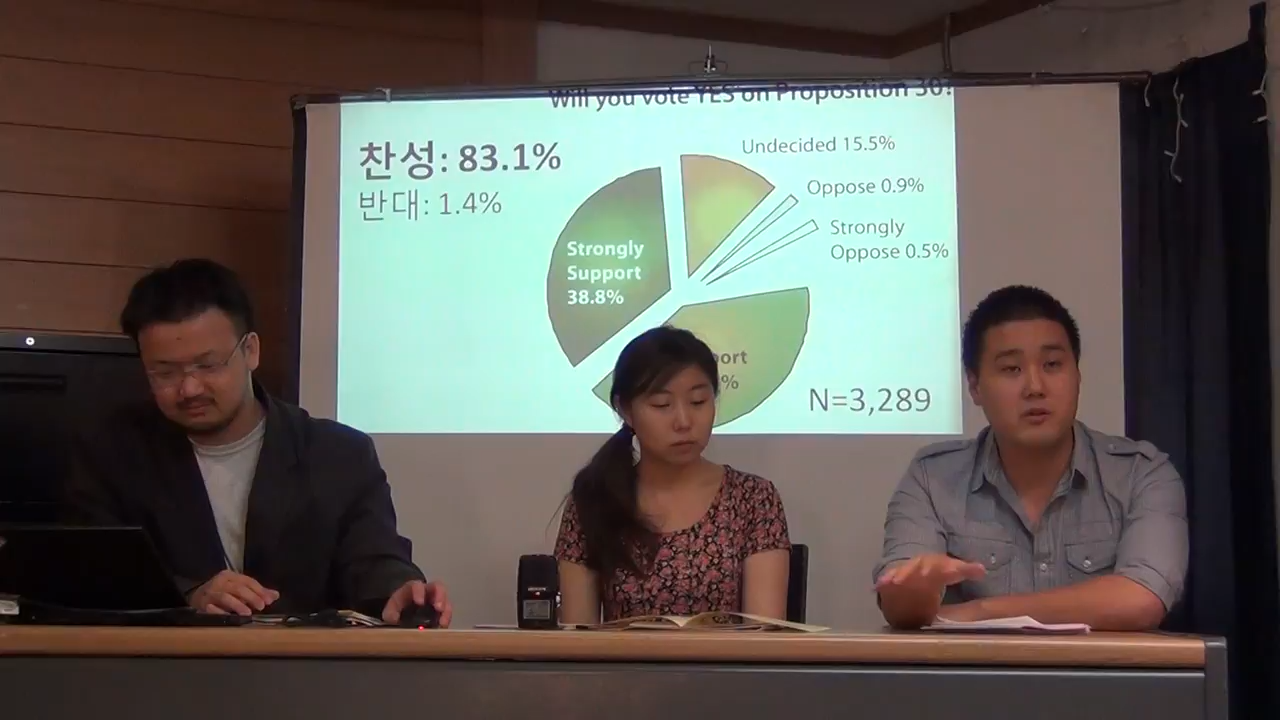 Will you vote YES on Proposition 30?
찬성: 83.1%
반대: 1.4%
Undecided 15.5%
Oppose 0.9%
Strongly
Oppose 0.5%
Strongly
Support
38.8%
port
%
N=3,289